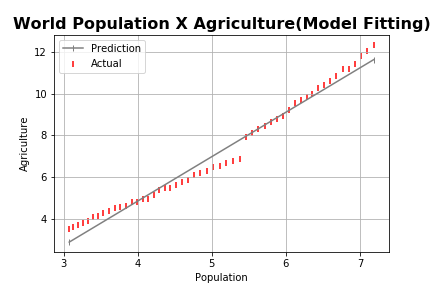 World Population X Agriculture(Model Fitting)
Prediction
Actual
12
10
8
6
4
Agriculture
3 4 5 6 7
Population